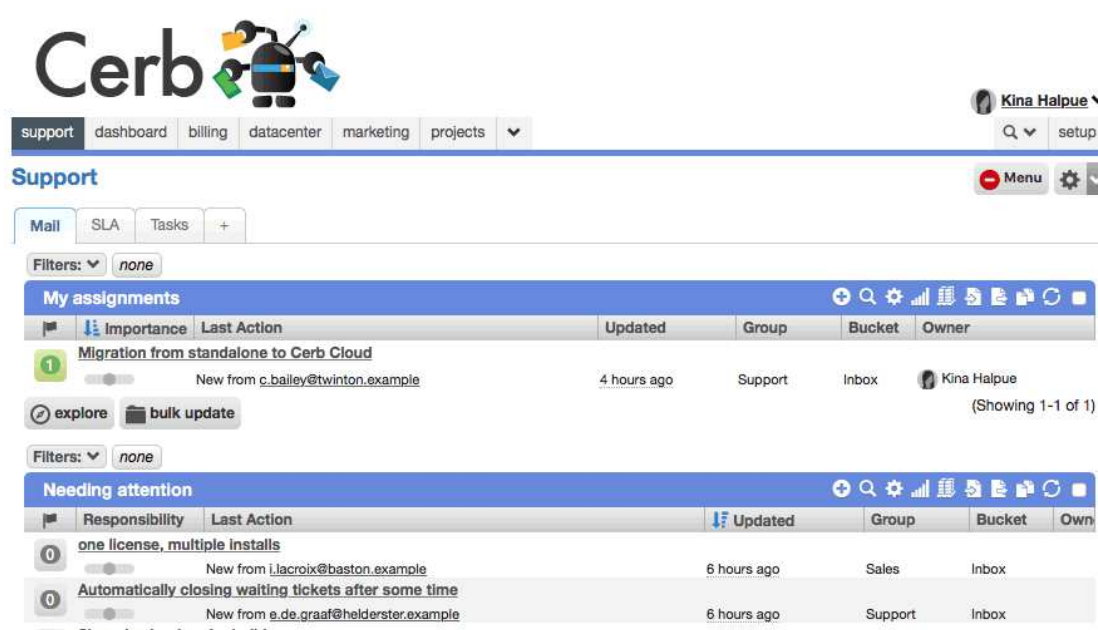 Cerb
Kina Halpue
support dashboard billing datacenter marketing projects setup
Support
Menu
Mail SLA Tasks +
Filters: none
My assignments
Importance Last Action Updated Group Bucket Owner
1 Migration from standalone to Cerb Cloud
New from c.bailey@twinton.example 4 hours ago Support Inbox Kina Halpue
(Showing 1-1 of 1)
explore bulk update
Filters: none
Needing attention
Responsibility Last Action Updated Group Bucket Own
0 one license, multiple installs
New from i.lacroix@baston.example 6 hours ago Sales Inbox
0 Automatically closing waiting tickets after some time
New from e.de.graaf@helderster.example 6 hours ago Support Inbox